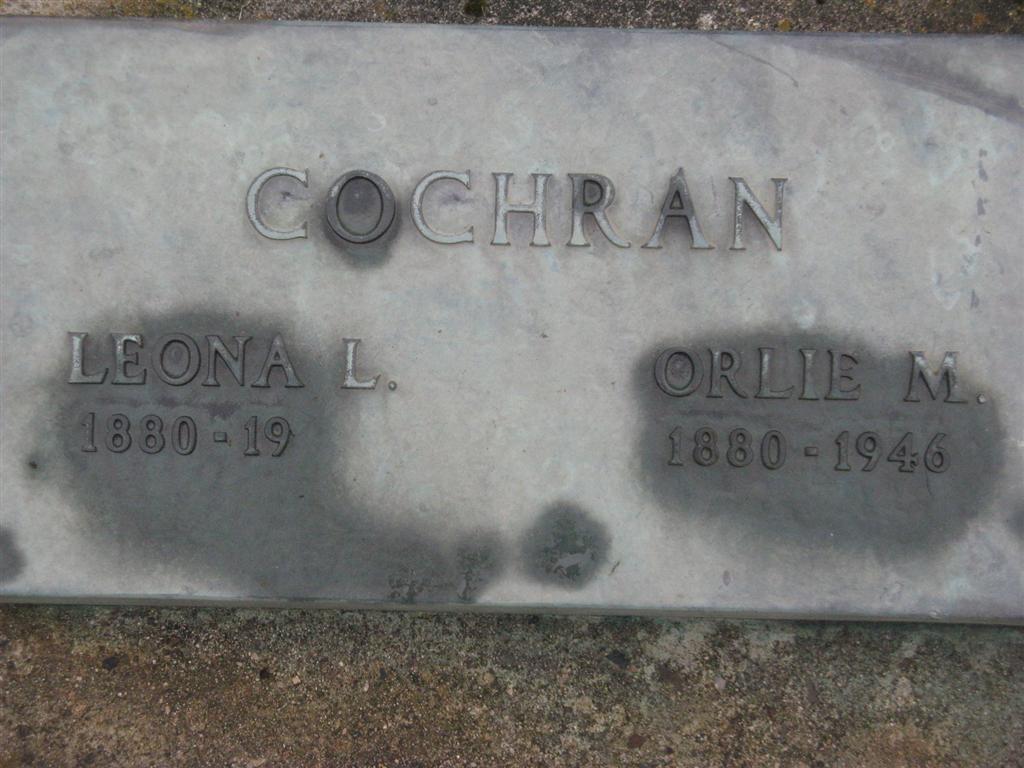 COCHRAN
LEONA L.
1880 - 19
ORLIE M.
1880 - 1946